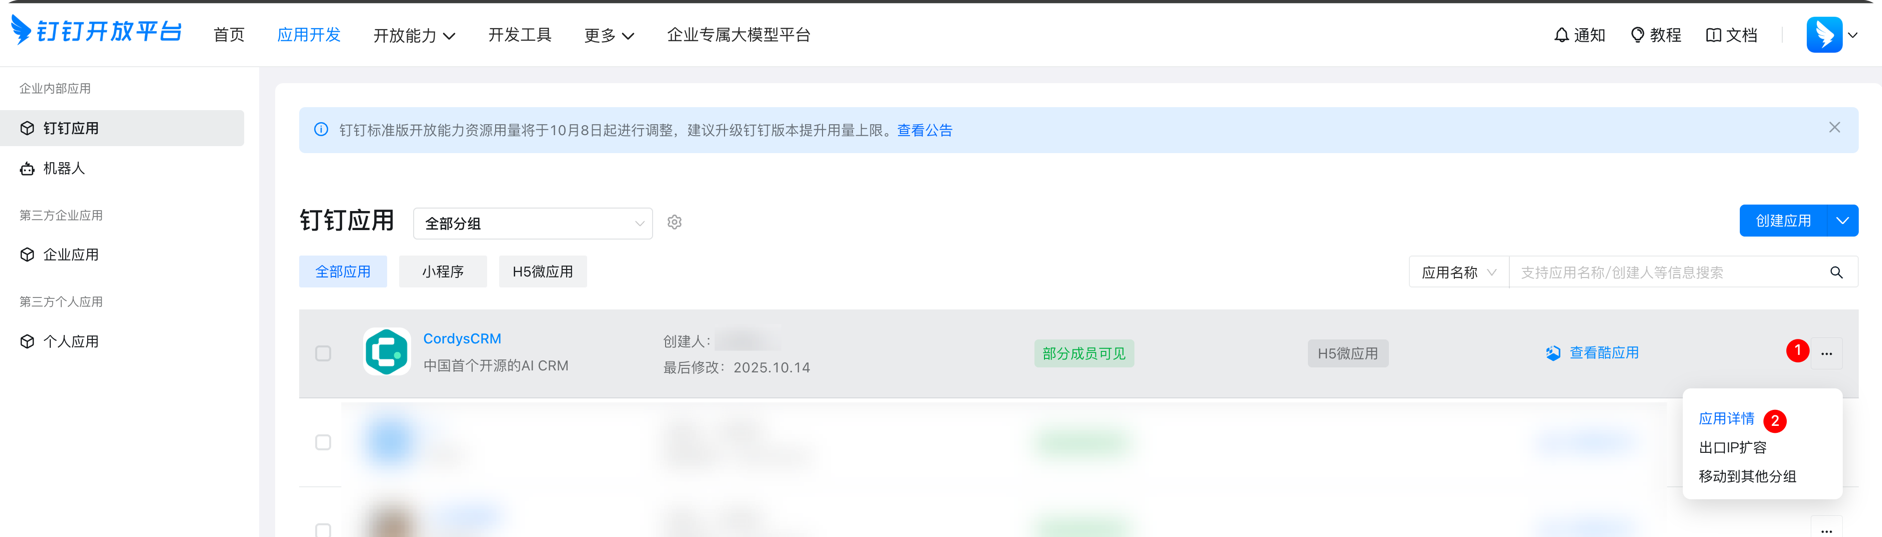 钉钉开放平台
首页
应用开发
开放能力
开发工具
更多
企业专属大模型平台
通知
教程
文档
企业内部应用
钉钉应用
机器人
第三方企业应用
企业应用
第三方个人应用
个人应用
钉钉标准版开放能力资源用量将于10月8日起进行调整，建议升级钉钉版本提升用量上限。查看公告
钉钉应用
全部分组
创建应用
全部应用
小程序
H5微应用
应用名称
支持应用名称/创建人等信息搜索
CordysCRM
中国首个开源的AI CRM
创建人：
最后修改：2025.10.14
部分成员可见
H5微应用
查看酷应用
1
...
应用详情 2
出口IP扩容
移动到其他分组
...